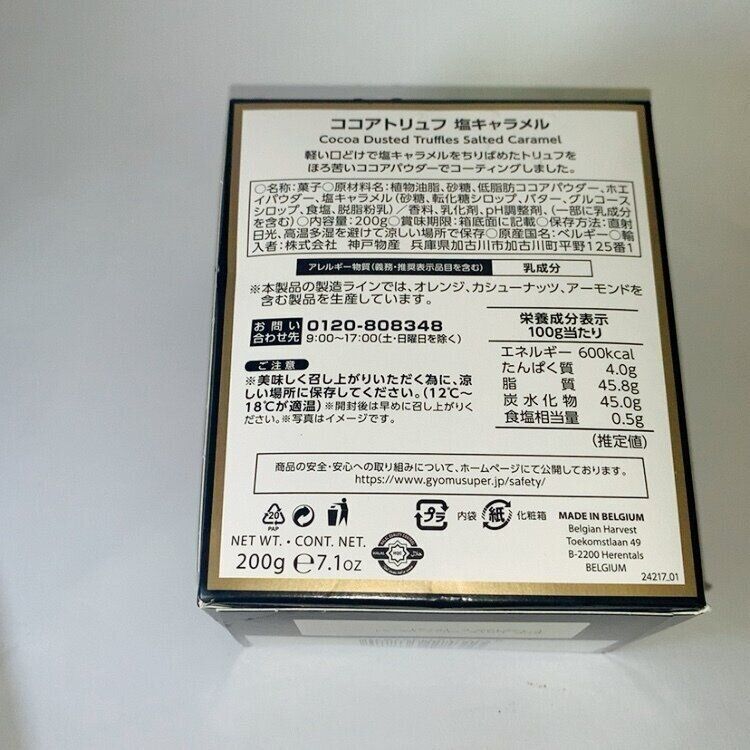 ココアトリュフ 塩キャラメル
Cocoa Dusted Truffles Salted Caramel
軽い口どけで塩キャラメルをちりばめたトリュフを
ほろ苦いココアパウダーでコーティングしました。
○名称:菓子○原材料名:植物油脂、砂糖、低脂肪ココアパウダー、ホエ
イパウダー、塩キャラメル(砂糖、転化糖シロップ、バター、グルコース
シロップ、食塩、脱脂粉乳)/香料、乳化剤、pH調整剤、(一部に乳成分
を含む)○内容量:200g○賞味期限:箱底面に記載○保存方法:直射
日光、高温多湿を避けて涼しい場所で保存○原産国名:ベルギー○輸
入者:株式会社 神戸物産 兵庫県加古川市加古川町平野125番1
アレルギー物質(義務・推奨表示品目を含む) 乳成分
※本製品の製造ラインでは、オレンジ、カシューナッツ、アーモンドを
含む製品を生産しています。
お問い
合わせ先 0120-808348
9:00〜17:00(土・日曜日を除く)
ご注意
※美味しく召し上がりいただく為に、涼
しい場所に保存してください。(12℃〜
18℃が適温)※開封後は早めに召し上がりく
ださい。※写真はイメージです。
栄養成分表示
100g当たり
エネルギー 600kcal
たんぱく質 4.0g
脂質 45.8g
炭水化物 45.0g
食塩相当量 0.5g
(推定値)
商品の安全・安心への取り組みについて、ホームページにて公開しております。
https://www.gyomusuper.jp/safety/
20
PAP
プラ 内袋 紙 化粧箱
NET WT. • CONT. NET.
200g ℮7.1oz
HALAL HQC حلال
MADE IN BELGIUM
Belgian Harvest
Toekomstlaan 49
B-2200 Herentals
BELGIUM
24217.01